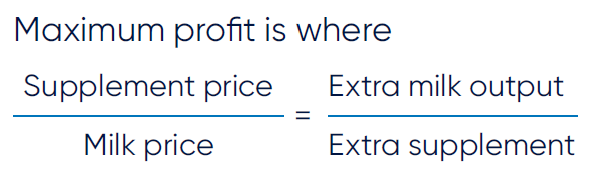 Maximum profit is where
Supplement price
Milk price
=
Extra milk output
Extra supplement